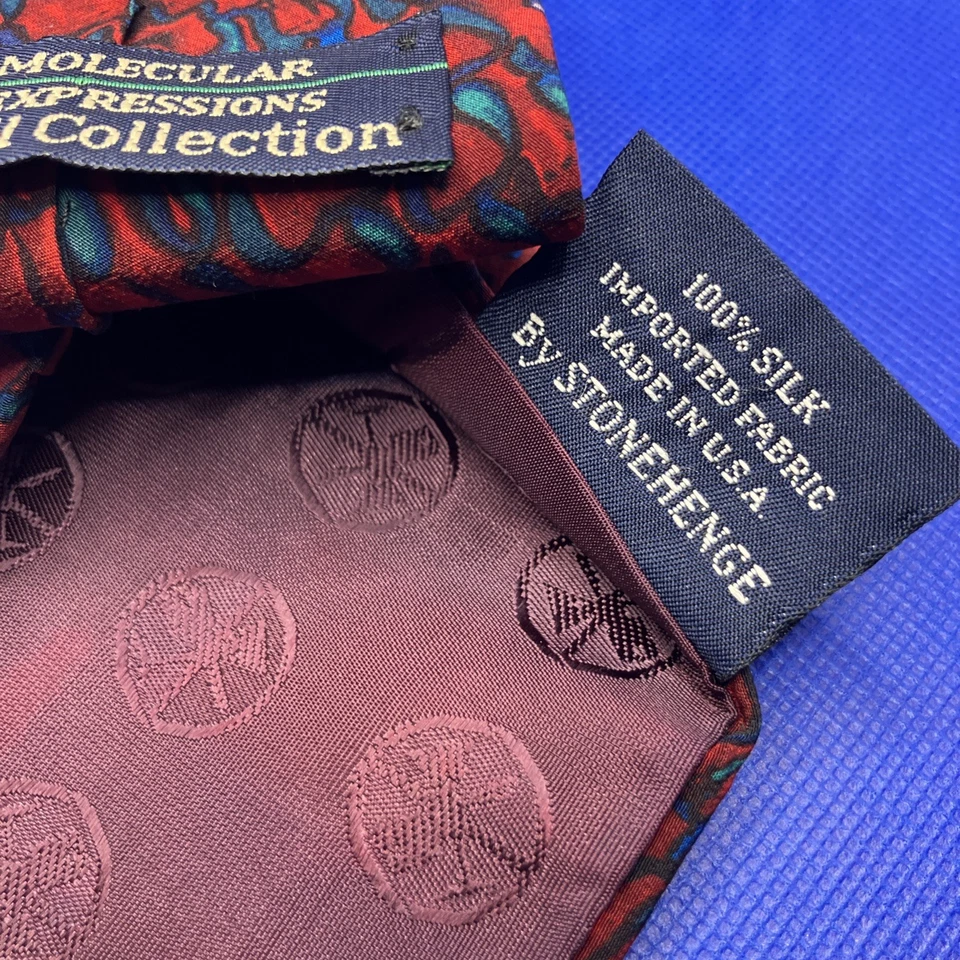 MOLECULAR
EXPRESSIONS
Collection
100% SILK
IMPORTED FABRIC
MADE IN U.S.A.
By STONEHENGE